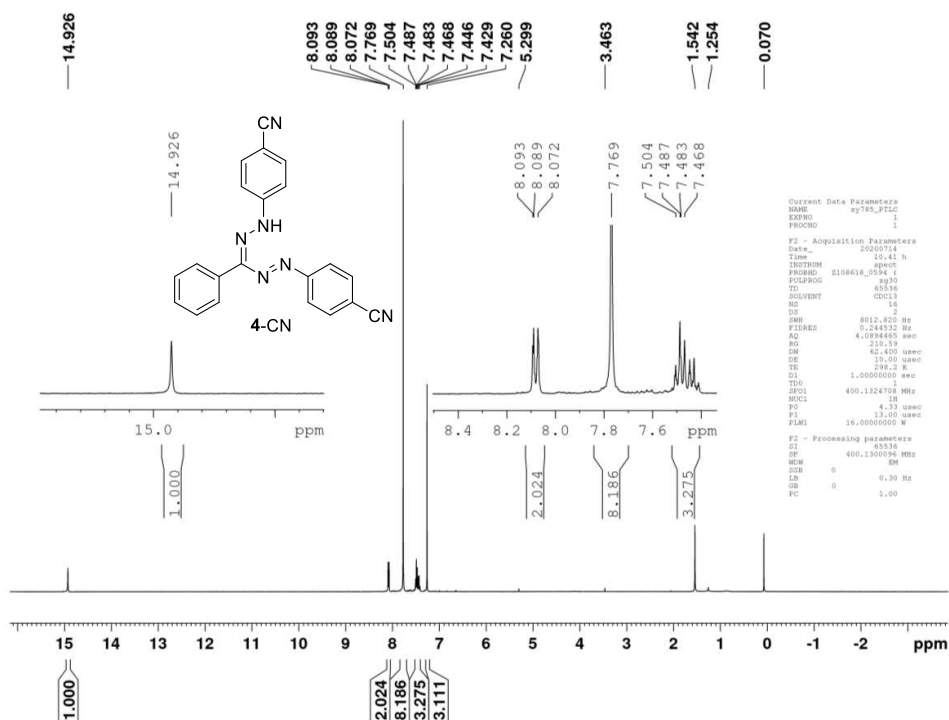 14.926
8.093
8.089
8.072
7.769
7.504
7.487
7.483
7.468
7.446
7.429
7.260
5.299
3.463
1.542
1.254
0.070
CN
NH
N
N
N
CN
4-CN
14.926
8.093
8.089
8.072
7.769
7.504
7.487
7.483
7.468
15.0 ppm
8.4 8.2 8.0 7.8 7.6 ppm
1.000
2.024
8.186
3.275
Current Data Parameters
NAME zy785_PTLC
EXPNO 1
PROCNO 1
F2 - Acquisition Parameters
Date_ 20200714
Time 10.41 h
INSTRUM spect
PROBHD Z108618_0594 (
PULPROG zg30
TD 65536
SOLVENT CDCl3
NS 16
DS 2
SWH 8012.820 Hz
FIDRES 0.244532 Hz
AQ 4.0894465 sec
RG 210.59
DW 62.400 usec
DE 10.00 usec
TE 298.2 K
D1 1.00000000 sec
TD0 1
SFO1 400.1324708 MHz
NUC1 1H
P0 4.33 usec
P1 13.00 usec
PLW1 16.00000000 W
F2 - Processing parameters
SI 65536
SF 400.1300096 MHz
WDW EM
SSB 0
LB 0.30 Hz
GB 0
PC 1.00
15 14 13 12 11 10 9 8 7 6 5 4 3 2 1 0 -1 -2 ppm
1.000
2.024
8.186
3.275
3.111